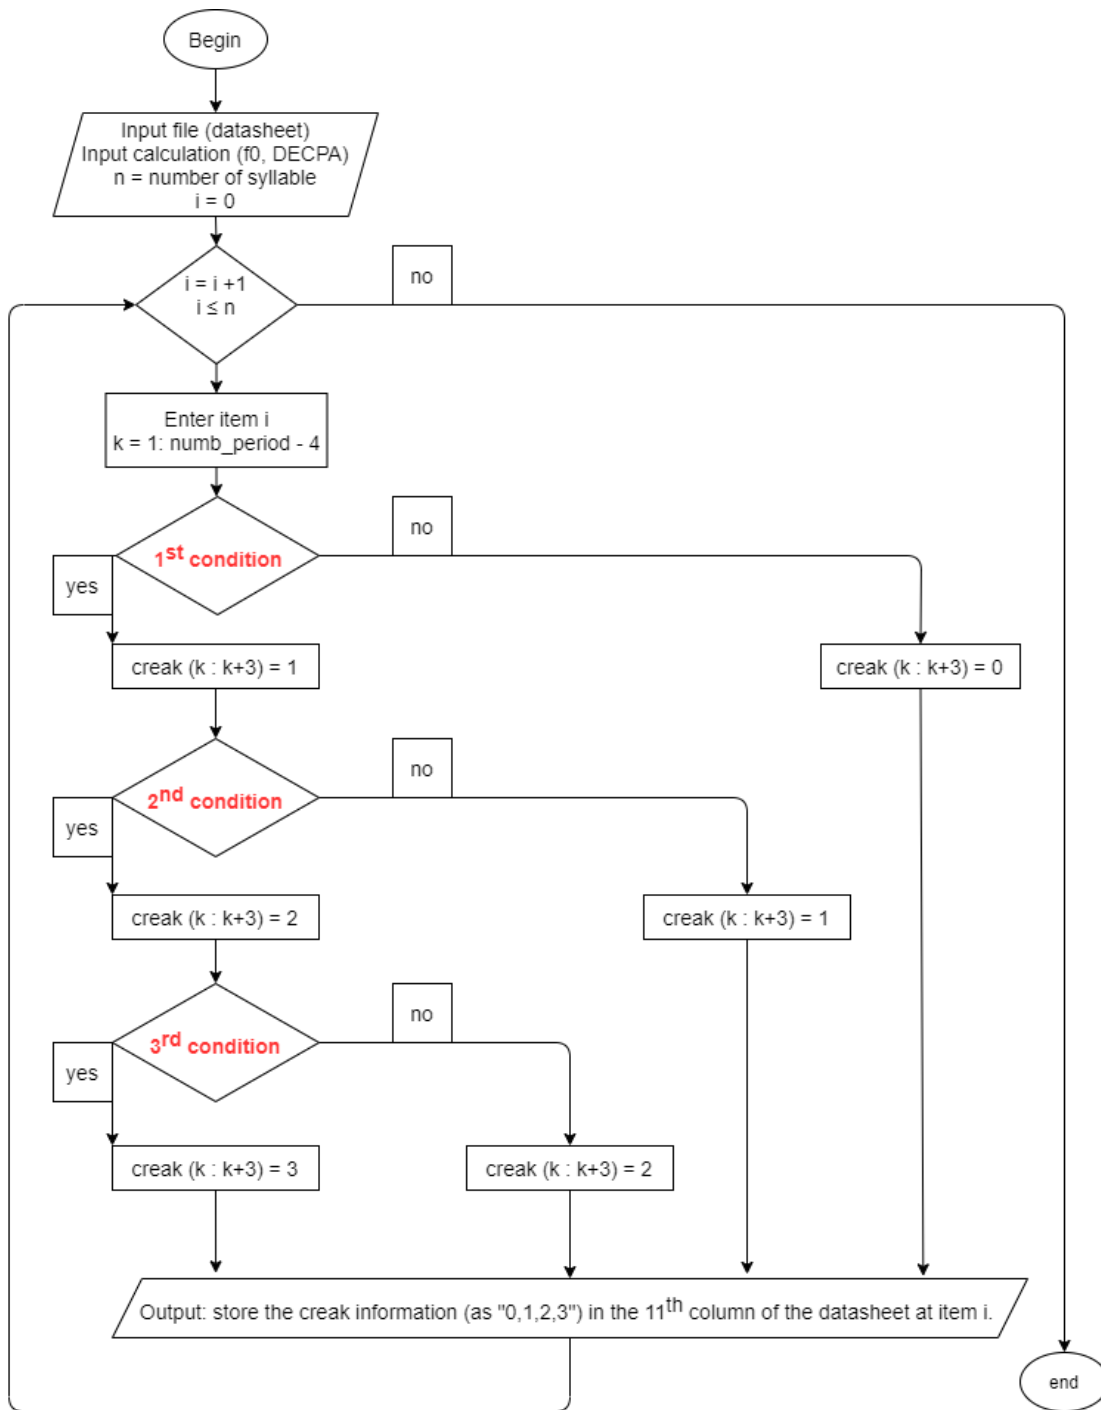 Begin
Input file (datasheet)
Input calculation (f0, DECPA)
n = number of syllable
i = 0
i = i +1
i ≤ n
no
Enter item i
k = 1: numb_period - 4
no
1st condition
yes
creak (k : k+3) = 1
creak (k : k+3) = 0
no
2nd condition
yes
creak (k : k+3) = 2
creak (k : k+3) = 1
no
3rd condition
yes
creak (k : k+3) = 3
creak (k : k+3) = 2
Output: store the creak information (as "0,1,2,3") in the 11th column of the datasheet at item i.
end